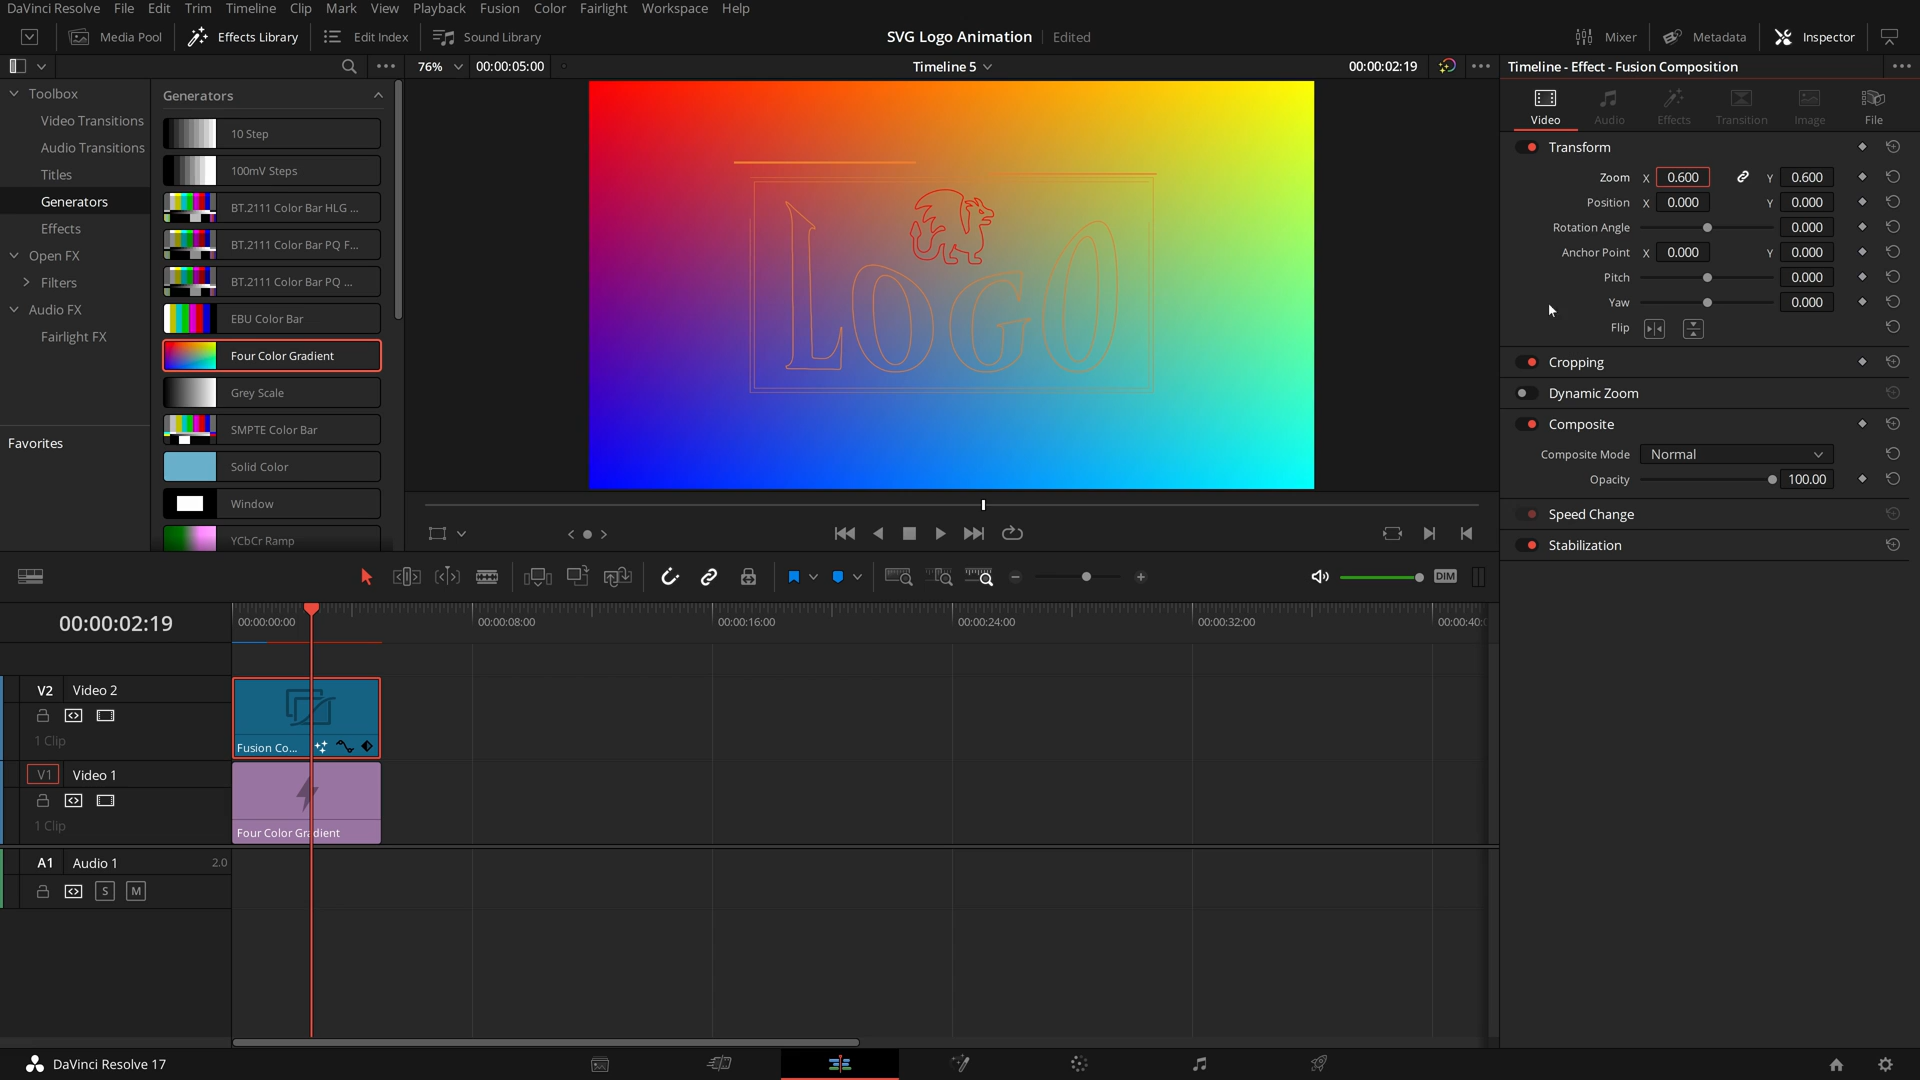 DaVinci Resolve File Edit Trim Timeline Clip Mark View Playback Fusion Color Fairlight Workspace Help
Media Pool Effects Library Edit Index Sound Library SVG Logo Animation Edited Mixer Metadata Inspector
76% 00:00:05:00 Timeline 5 00:00:02:19 Timeline - Effect - Fusion Composition
Toolbox
Video Transitions
Audio Transitions
Titles
Generators
Effects
Open FX
Filters
Audio FX
Fairlight FX
Favorites
Generators
10 Step
100mV Steps
BT.2111 Color Bar HLG ...
BT.2111 Color Bar PQ F...
BT.2111 Color Bar PQ ...
EBU Color Bar
Four Color Gradient
Grey Scale
SMPTE Color Bar
Solid Color
Window
YCbCr Ramp
LOGO
Video Audio Effects Transition Image File
Transform
Zoom X 0.600 Y 0.600
Position X 0.000 Y 0.000
Rotation Angle 0.000
Anchor Point X 0.000 Y 0.000
Pitch 0.000
Yaw 0.000
Flip
Cropping
Dynamic Zoom
Composite
Composite Mode Normal
Opacity 100.00
Speed Change
Stabilization
DIM
00:00:02:19
00:00:00:00 00:00:08:00 00:00:16:00 00:00:24:00 00:00:32:00 00:00:40:
V2 Video 2
1 Clip
Fusion Co...
V1 Video 1
1 Clip
Four Color Gradient
A1 Audio 1 2.0
S M
DaVinci Resolve 17